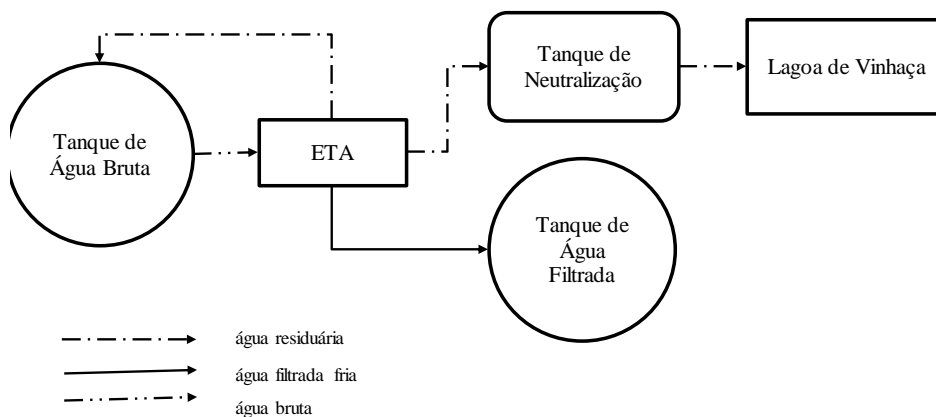 Tanque de
Água Bruta
ETA
Tanque de
Neutralização
Lagoa de Vinhaça
Tanque de
Água
Filtrada
água residuária
água filtrada fria
água bruta